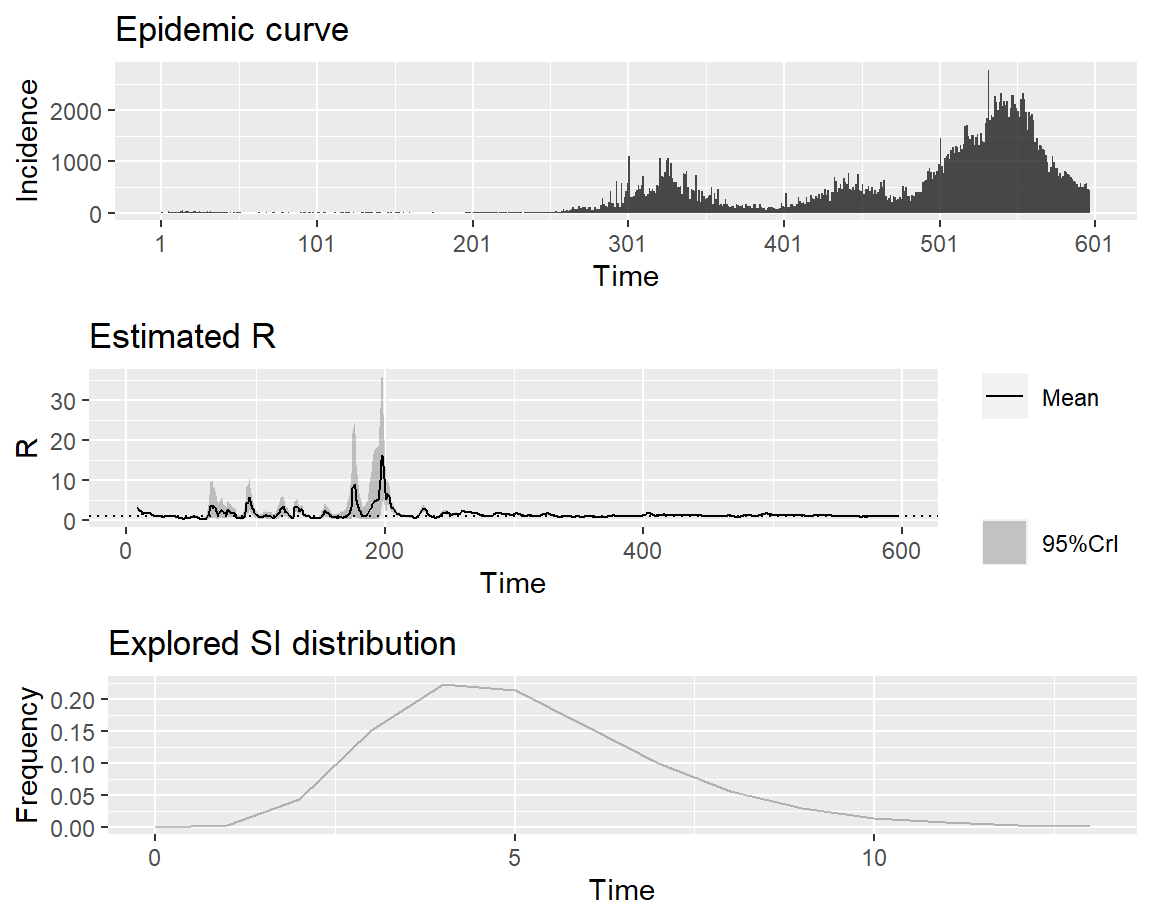 Epidemic curve
Incidence
2000
1000
0
1 101 201 301 401 501 601
Time
Estimated R
R
30
20
10
0
0 200 400 600
Time
Mean
95%CrI
Explored SI distribution
Frequency
0.20
0.15
0.10
0.05
0.00
0 5 10
Time